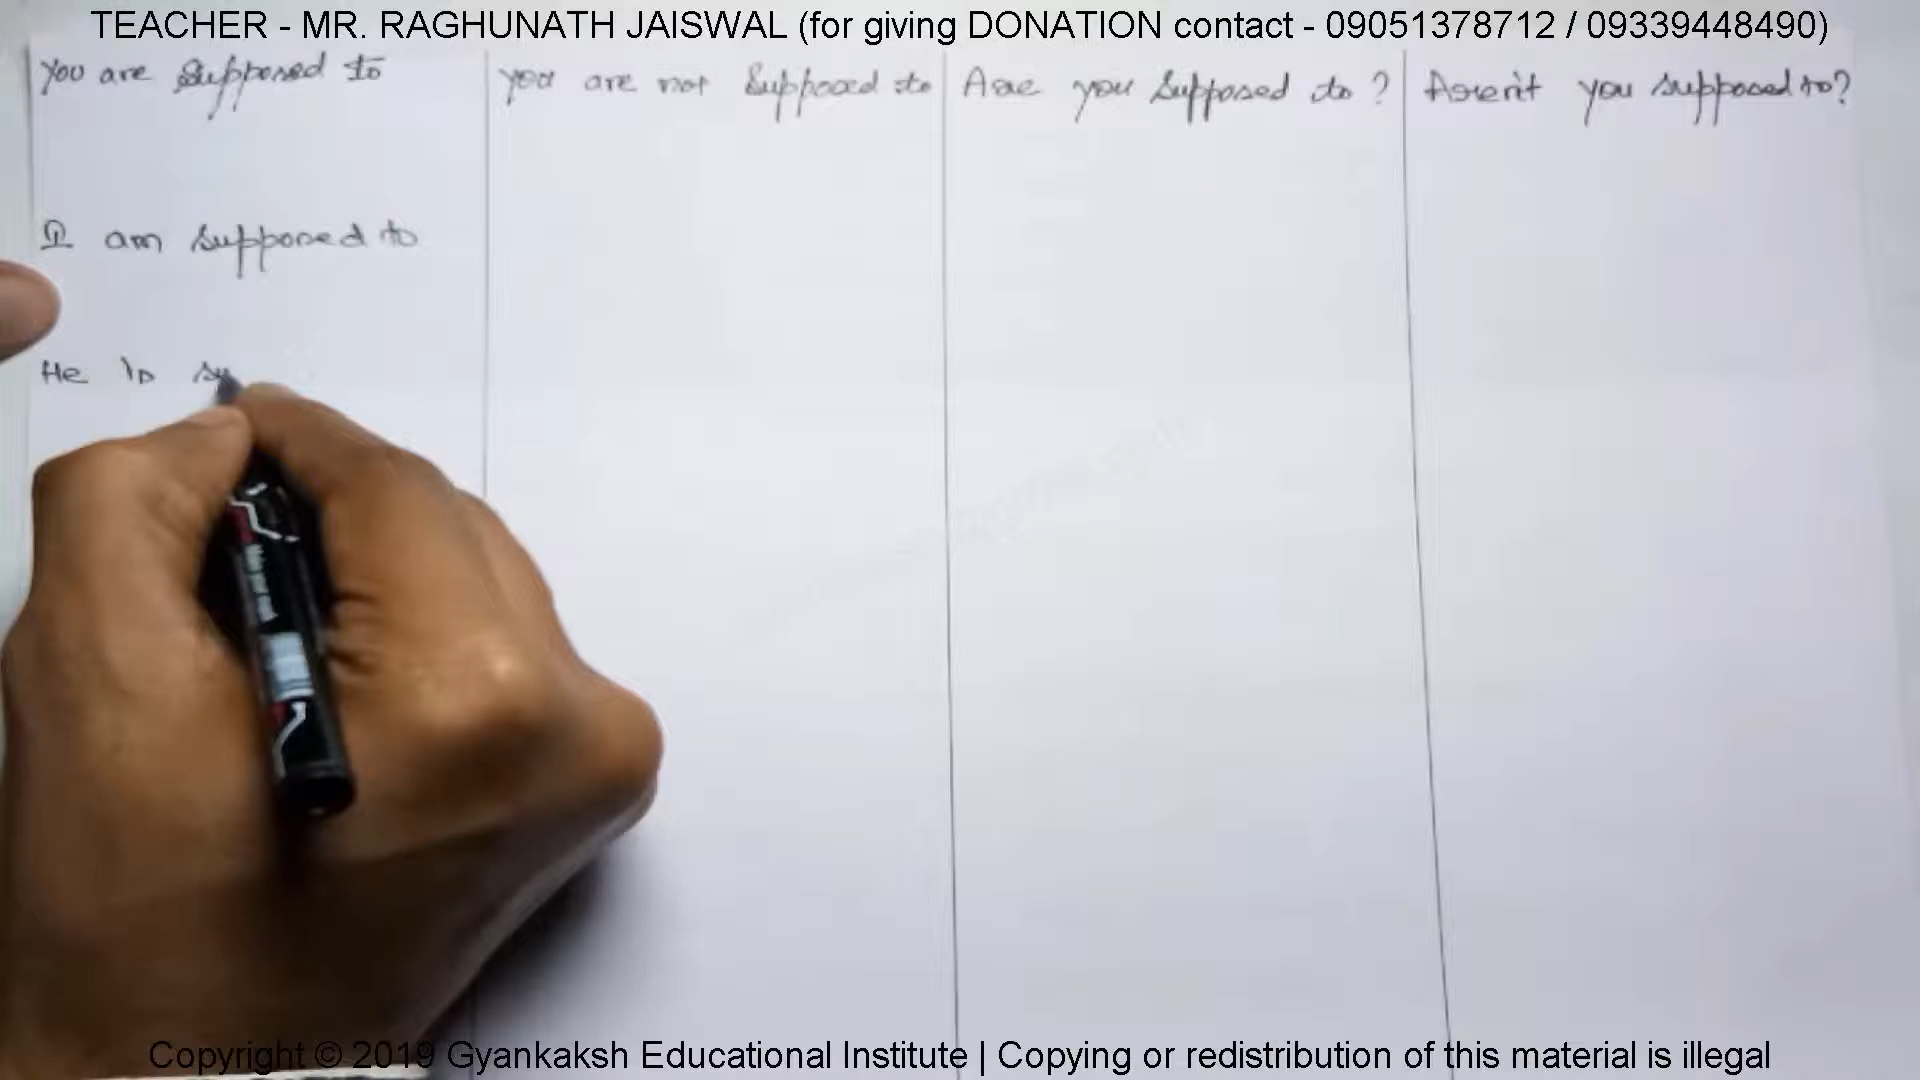 TEACHER - MR. RAGHUNATH JAISWAL (for giving DONATION contact - 09051378712 / 09339448490)
You are supposed to
you are not supposed to
Are you supposed to ?
Aren't you supposed to?
I am supposed to
He is su
Copyright © 2019 Gyankaksh Educational Institute | Copying or redistribution of this material is illegal